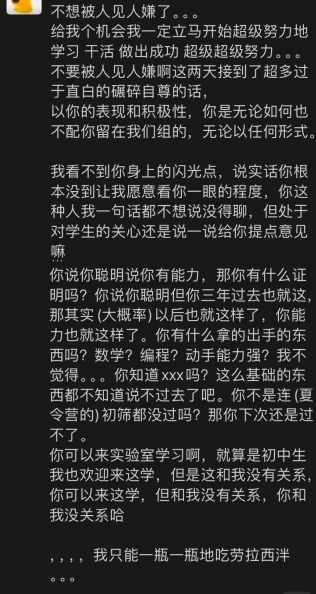 不想被人见人嫌了。。。
给我个机会我一定立马开始超级努力地
学习 干活 做出成功 超级超级努力。。。
不要被人见人嫌啊这两天接到了超多过
于直白的碾碎自尊的话，
以你的表现和积极性，你是无论如何也
不配你留在我们组的，无论以任何形式。
我看不到你身上的闪光点，说实话你根
本没到让我愿意看你一眼的程度，你这
种人我一句话都不想说没得聊，但处于
对学生的关心还是说一说给你提点意见
嘛
你说你聪明说你有能力，那你有什么证
明吗？你说你聪明但你三年过去也就这，
那其实(大概率)以后也就这样了，你能
力也就这样了。你有什么拿的出手的东
西吗？数学？编程？动手能力强？我不
觉得。。。你知道xxx吗？这么基础的东
西都不知道说不过去了吧。你不是连(夏
令营的)初筛都没过吗？那你下次还是过
不了。
你可以来实验室学习啊，就算是初中生
我也欢迎来这学，但是这和我没有关系，
你可以来这学，但和我没有关系，你和
我没关系哈
，，，，我只能一瓶一瓶地吃劳拉西泮
。。。